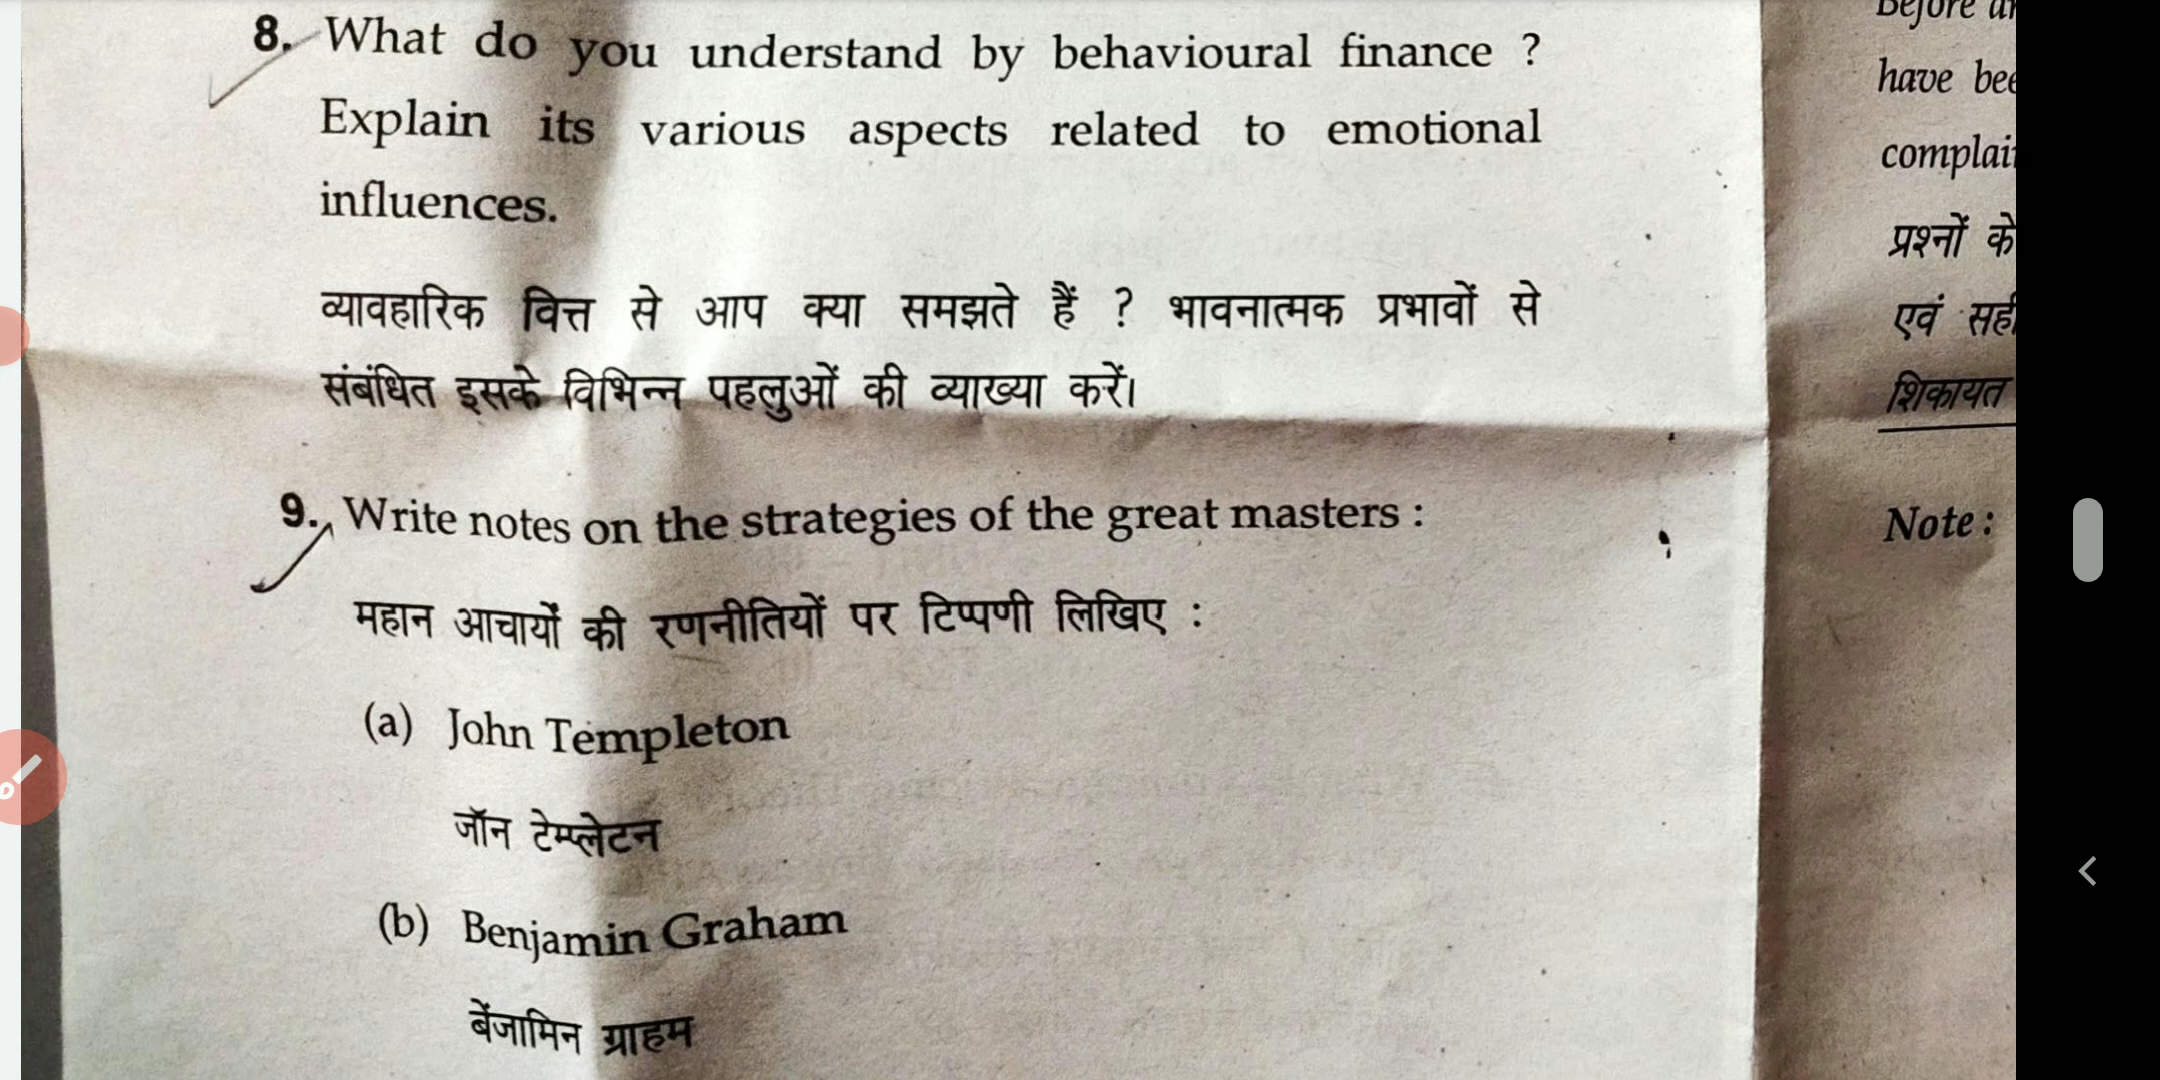 8. What do you understand by behavioural finance ?
Explain its various aspects related to emotional
influences.
व्यावहारिक वित्त से आप क्या समझते हैं ? भावनात्मक प्रभावों से
संबंधित इसके विभिन्न पहलुओं की व्याख्या करें।
9. Write notes on the strategies of the great masters :
महान आचार्यों की रणनीतियों पर टिप्पणी लिखिए :
(a) John Templeton
जॉन टेम्प्लेटन
(b) Benjamin Graham
बेंजामिन ग्राहम
Before
have
प्रश्नों के
एवं
शिकायत
Note :